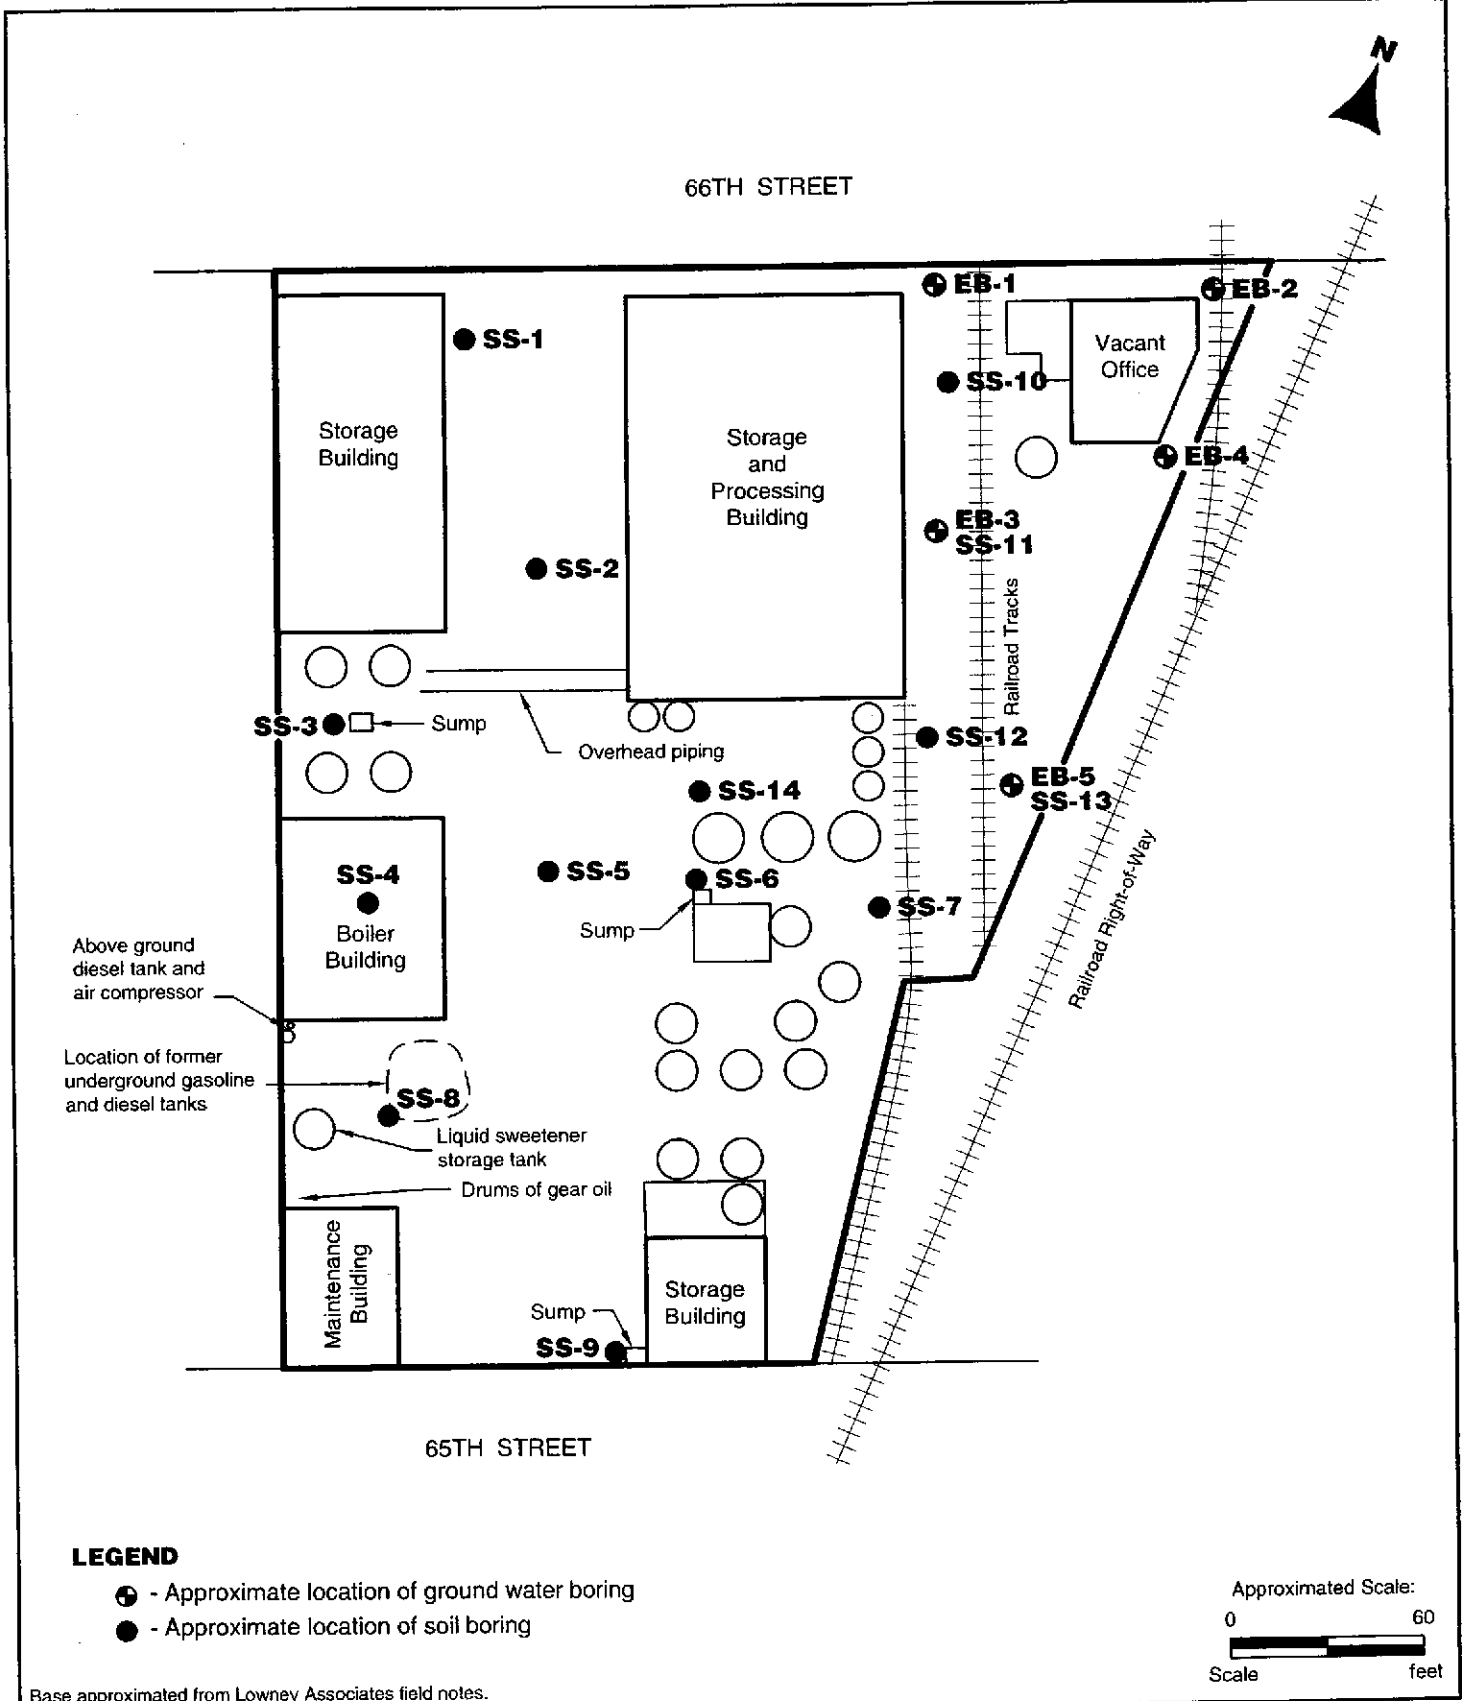 N
66TH STREET
EB-1
EB-2
SS-1
Vacant
Office
SS-10
Storage
Building
Storage
and
Processing
Building
EB-4
EB-3
SS-11
SS-2
Railroad Tracks
SS-3
Sump
Overhead piping
SS-12
SS-14
EB-5
SS-13
SS-4
SS-5
SS-6
SS-7
Boiler
Building
Sump
Railroad Right-of-Way
Above ground
diesel tank and
air compressor
Location of former
underground gasoline
and diesel tanks
SS-8
Liquid sweetener
storage tank
Drums of gear oil
Maintenance
Building
Sump
SS-9
Storage
Building
65TH STREET
LEGEND
- Approximate location of ground water boring
- Approximate location of soil boring
Approximated Scale:
0 60
Scale feet
Base approximated from Lowney Associates field notes.